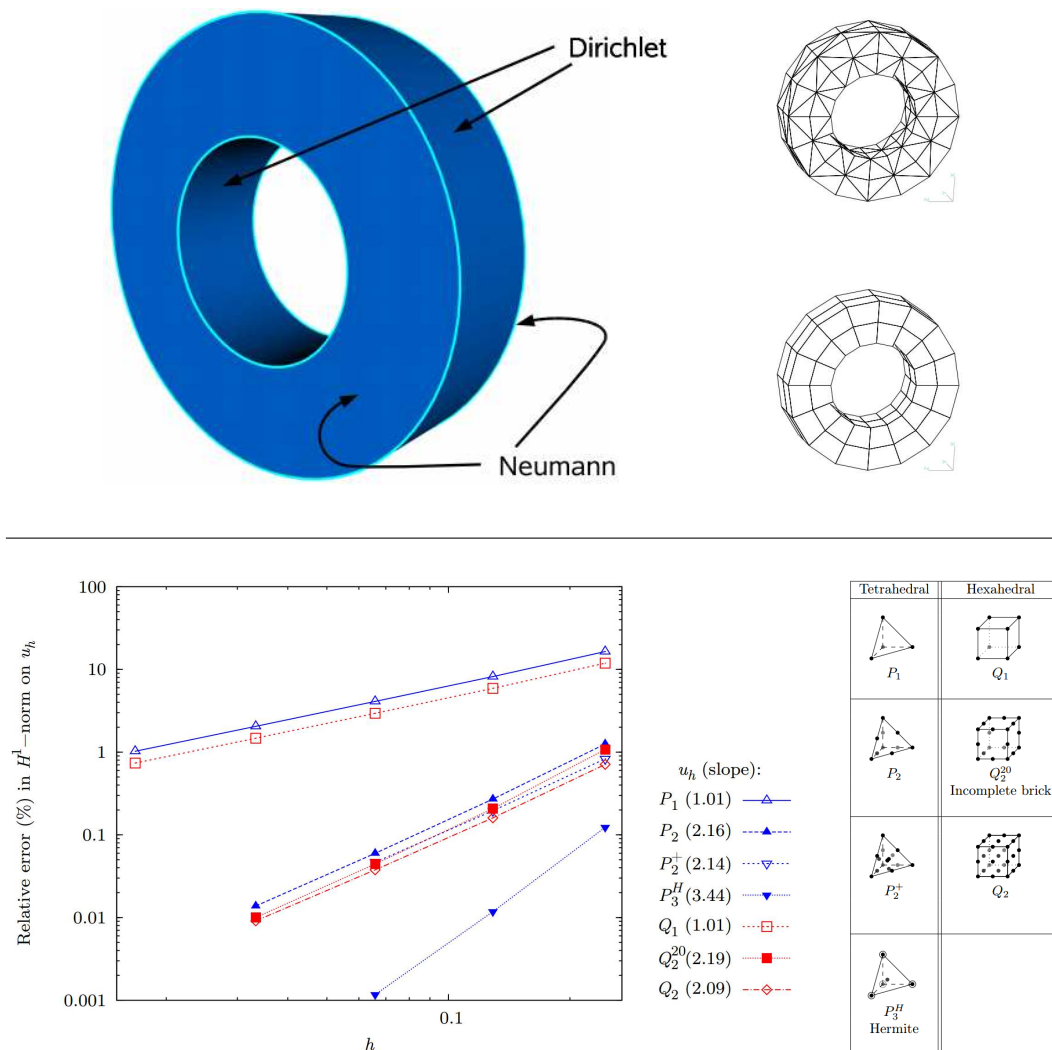 Dirichlet
Neumann
Relative error (%) in H¹−norm on u_h
100
10
1
0.1
0.01
0.001
0.1
h
u_h (slope):
P₁ (1.01)
P₂ (2.16)
P₂⁺ (2.14)
P₃ᴴ (3.44)
Q₁ (1.01)
Q₂²⁰ (2.19)
Q₂ (2.09)
Tetrahedral Hexahedral
P₁ Q₁
P₂ Q₂²⁰
Incomplete brick
P₂⁺ Q₂
P₃ᴴ
Hermite